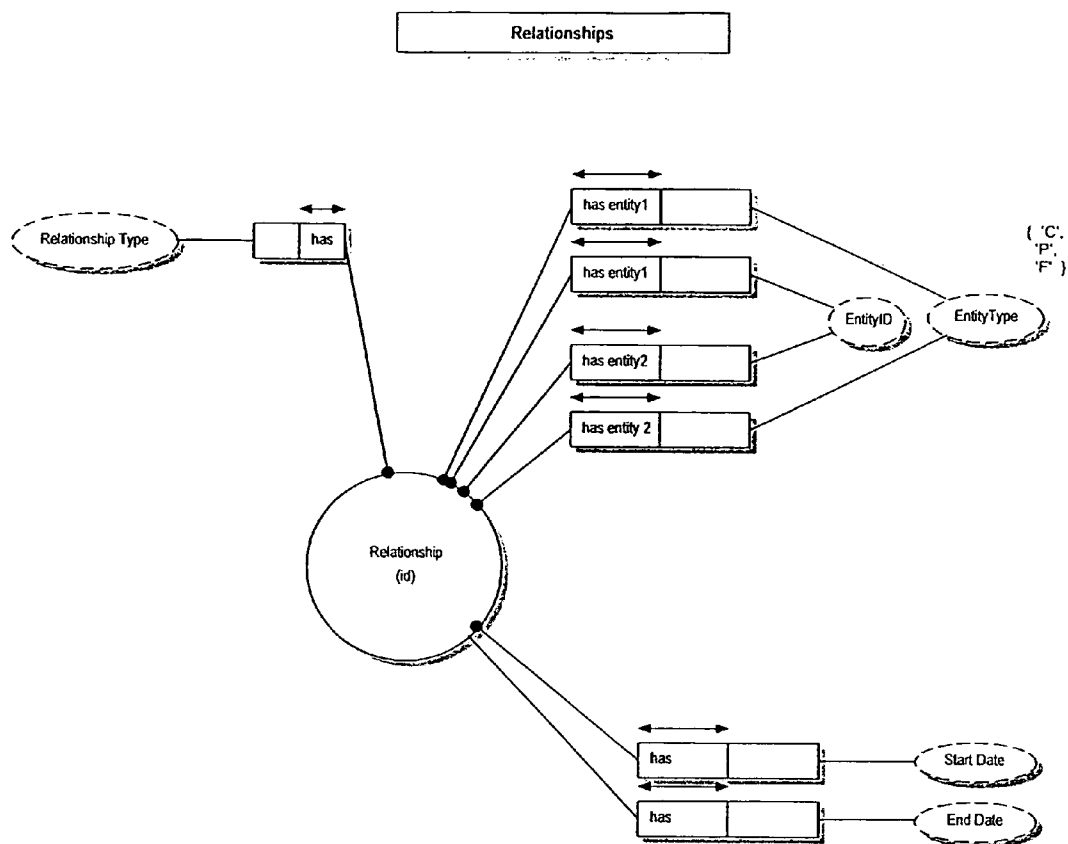 Relationships
has entity1
Relationship Type
has
{ 'C',
'P',
'F' }
has entity1
EntityID
EntityType
has entity2
has entity 2
Relationship
(id)
has
Start Date
has
End Date